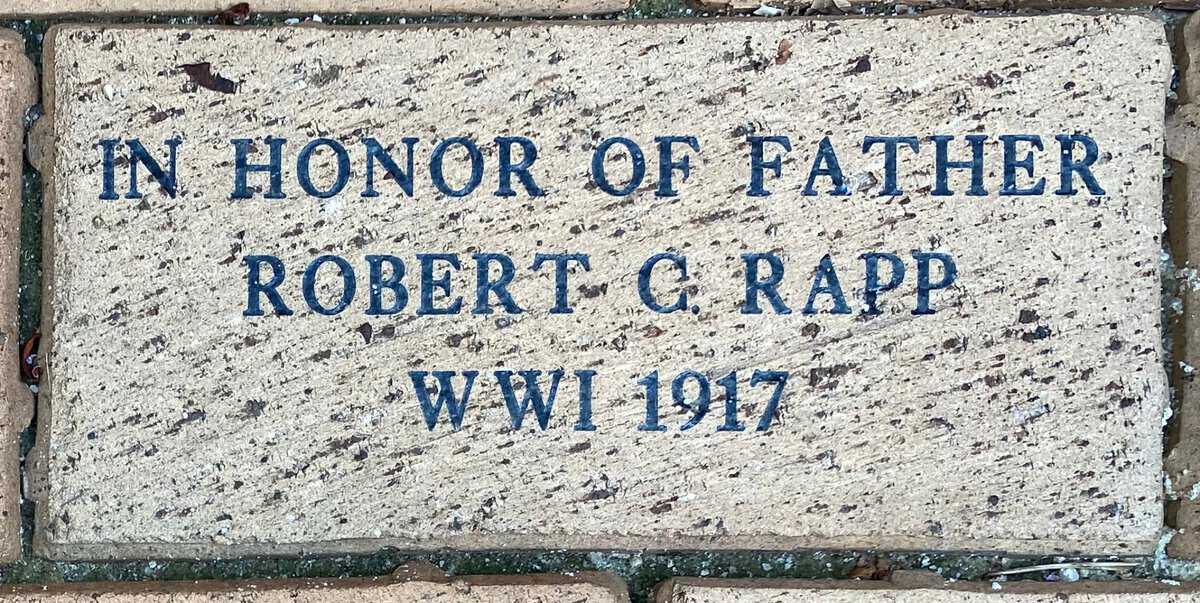 IN HONOR OF FATHER
ROBERT C. RAPP
WWI 1917